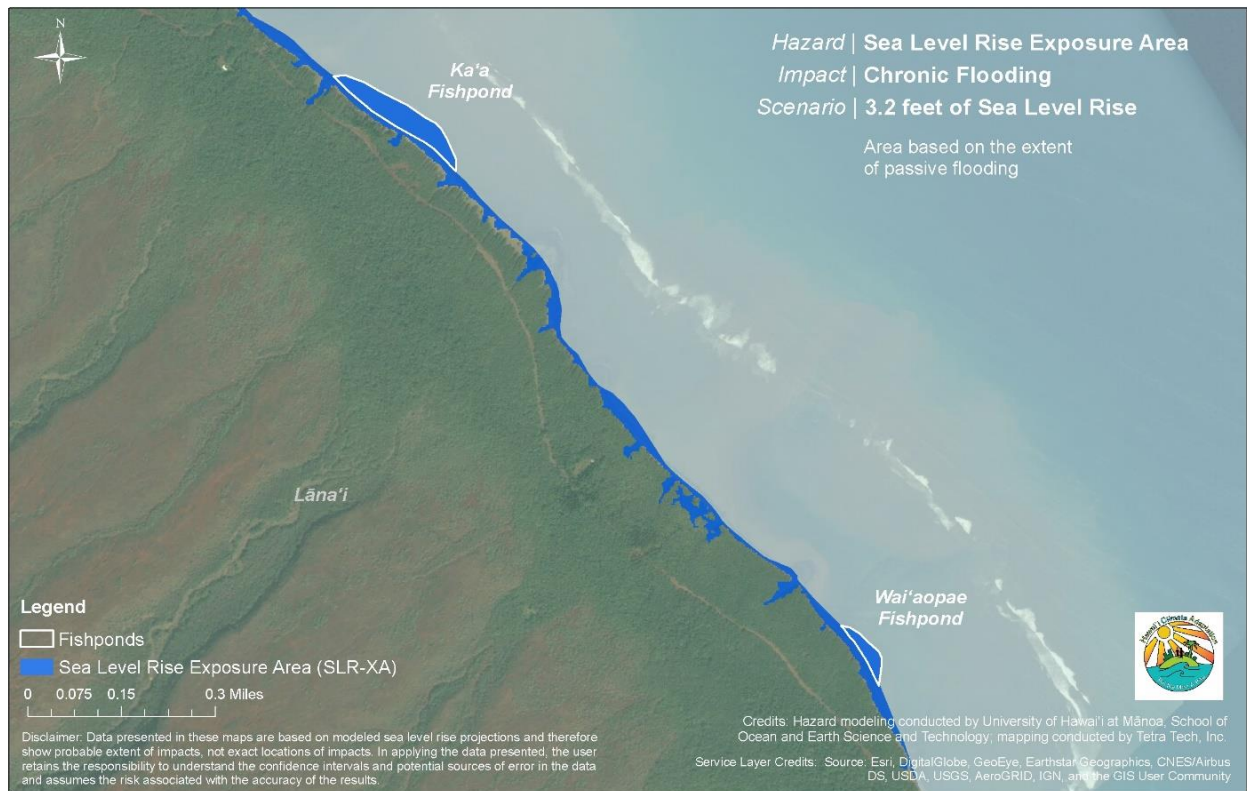 N
Ka‘a
Fishpond
Hazard | Sea Level Rise Exposure Area
Impact | Chronic Flooding
Scenario | 3.2 feet of Sea Level Rise
Area based on the extent
of passive flooding
Lāna‘i
Wai‘aopae
Fishpond
Legend
Fishponds
Sea Level Rise Exposure Area (SLR-XA)
0 0.075 0.15 0.3 Miles
Disclaimer: Data presented in these maps are based on modeled sea level rise projections and therefore
show probable extent of impacts, not exact locations of impacts. In applying the data presented, the user
retains the responsibility to understand the confidence intervals and potential sources of error in the data
and assumes the risk associated with the accuracy of the results.
Hawai‘i Climate Adaptation
Credits: Hazard modeling conducted by University of Hawai‘i at Mānoa, School of
Ocean and Earth Science and Technology; mapping conducted by Tetra Tech, Inc.
Service Layer Credits: Source: Esri, DigitalGlobe, GeoEye, Earthstar Geographics, CNES/Airbus
DS, USDA, USGS, AeroGRID, IGN, and the GIS User Community